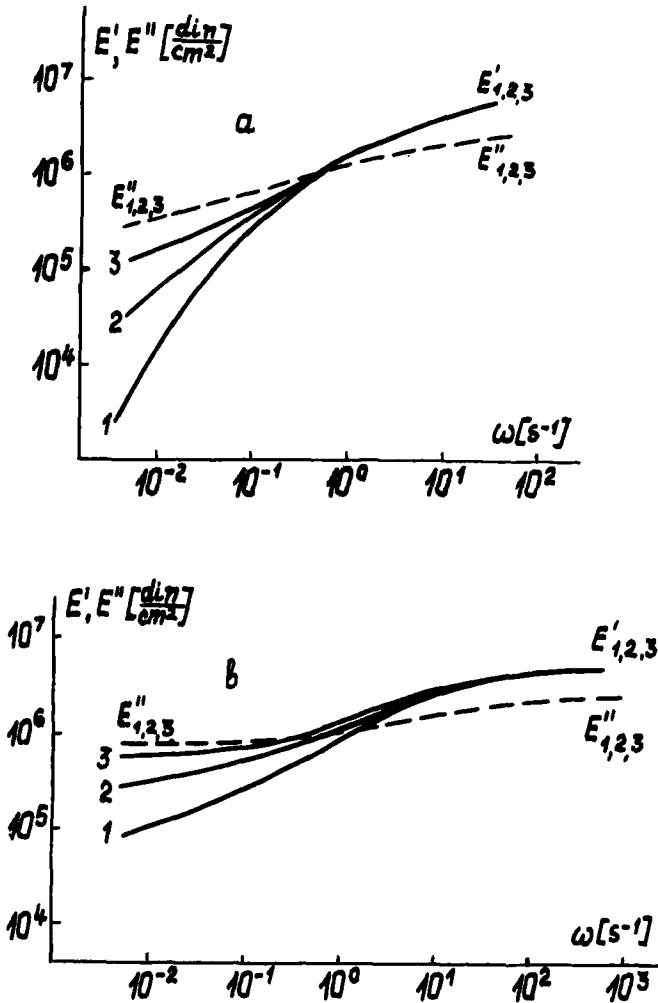 E', E'' [din/cm²]
10⁷
E'₁,₂,₃
a
10⁶
E''₁,₂,₃
E''₁,₂,₃
3
10⁵
2
10⁴
1
ω[s⁻¹]
10⁻² 10⁻¹ 10⁰ 10¹ 10²
E', E'' [din/cm²]
10⁷
E'₁,₂,₃
b
E''₁,₂,₃
10⁶
E''₁,₂,₃
3
2
10⁵
1
10⁴
ω[s⁻¹]
10⁻² 10⁻¹ 10⁰ 10¹ 10² 10³